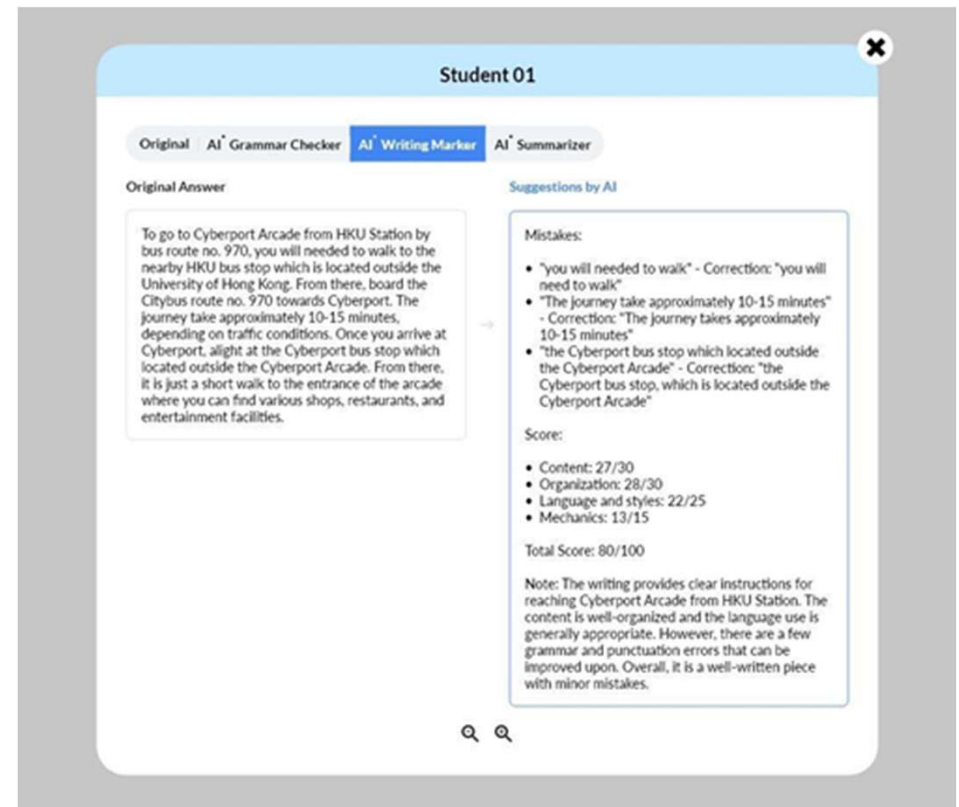 Student 01
Original
AI Grammar Checker
AI Writing Marker
AI Summarizer
Original Answer
To go to Cyberport Arcade from HKU Station by
bus route no. 970, you will needed to walk to the
nearby HKU bus stop which is located outside the
University of Hong Kong. From there, board the
Citybus route no. 970 towards Cyberport. The
journey take approximately 10-15 minutes,
depending on traffic conditions. Once you arrive at
Cyberport, alight at the Cyberport bus stop which
located outside the Cyberport Arcade. From there,
it is just a short walk to the entrance of the arcade
where you can find various shops, restaurants, and
entertainment facilities.
Suggestions by AI
Mistakes:
• "you will needed to walk" - Correction: "you will
need to walk"
• "The journey take approximately 10-15 minutes"
- Correction: "The journey takes approximately
10-15 minutes"
• "the Cyberport bus stop which located outside
the Cyberport Arcade" - Correction: "the
Cyberport bus stop, which is located outside the
Cyberport Arcade"
Score:
• Content: 27/30
• Organization: 28/30
• Language and styles: 22/25
• Mechanics: 13/15
Total Score: 80/100
Note: The writing provides clear instructions for
reaching Cyberport Arcade from HKU Station. The
content is well-organized and the language use is
generally appropriate. However, there are a few
grammar and punctuation errors that can be
improved upon. Overall, it is a well-written piece
with minor mistakes.